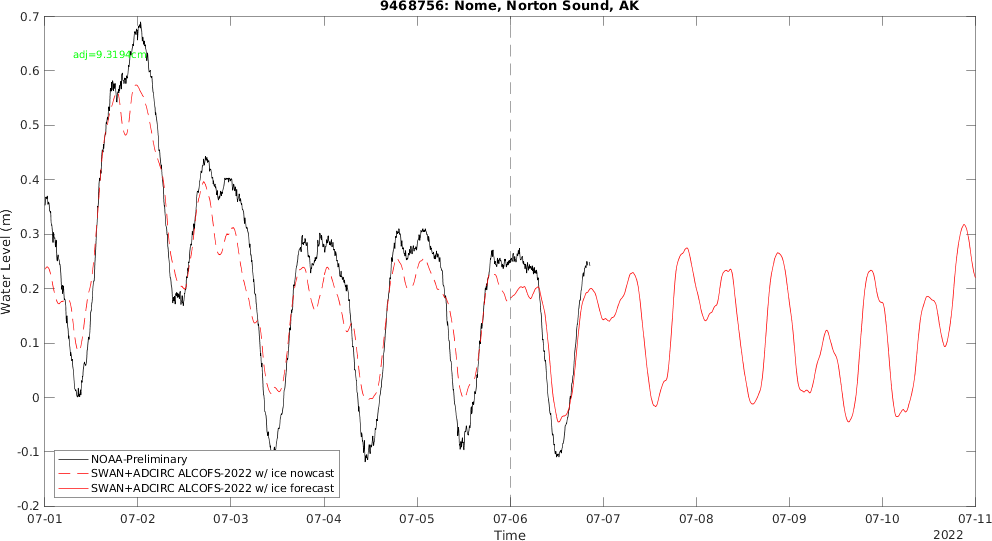 9468756: Nome, Norton Sound, AK
0.7
adj=9.3194cm
0.6
0.5
0.4
0.3
0.2
0.1
0
-0.1
-0.2
Water Level (m)
NOAA-Preliminary
SWAN+ADCIRC ALCOFS-2022 w/ ice nowcast
SWAN+ADCIRC ALCOFS-2022 w/ ice forecast
07-01 07-02 07-03 07-04 07-05 07-06 07-07 07-08 07-09 07-10 07-11
Time
2022